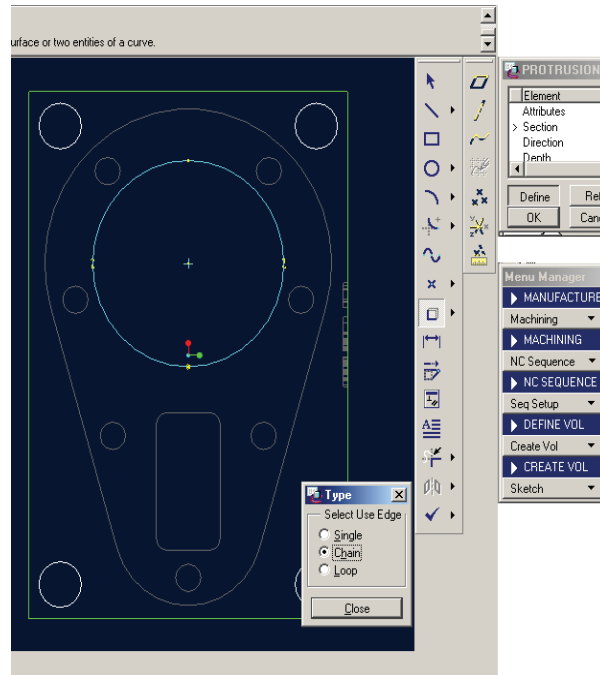 urface or two entities of a curve.
PROTRUSION
Element
Attributes
> Section
Direction
Depth
Define
OK
Menu Manager
MANUFACTURE
Machining
MACHINING
NC Sequence
NC SEQUENCE
Seq Setup
DEFINE VOL
Create Vol
CREATE VOL
Sketch
Type
Select Use Edge
Single
Chain
Loop
Close